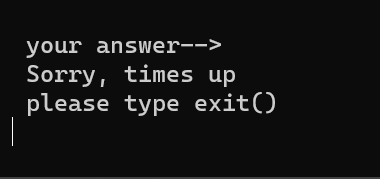 your answer-->
Sorry, times up
please type exit()